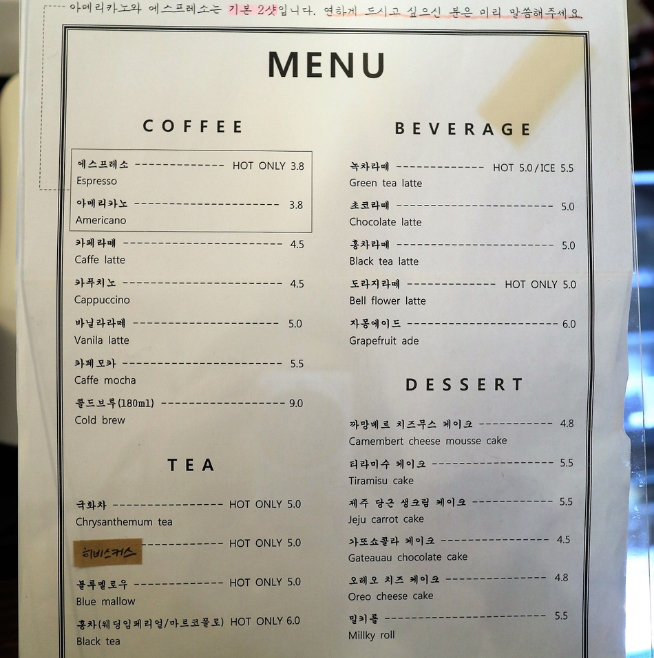 아메리카노와 에스프레소는 기본 2샷입니다. 연하게 드시고 싶으신 분은 미리 말씀해주세요.
MENU
COFFEE
에스프레소 HOT ONLY 3.8
Espresso
아메리카노 3.8
Americano
카페라떼 4.5
Caffe latte
카푸치노 4.5
Cappuccino
바닐라라떼 5.0
Vanila latte
카페모카 5.5
Caffe mocha
콜드브루(180ml) 9.0
Cold brew
TEA
국화차 HOT ONLY 5.0
Chrysanthemum tea
히비스커스 HOT ONLY 5.0
블루멜로우 HOT ONLY 5.0
Blue mallow
홍차(웨딩임페리얼/마르코폴로) HOT ONLY 6.0
Black tea
BEVERAGE
녹차라떼 HOT 5.0/ICE 5.5
Green tea latte
초코라떼 5.0
Chocolate latte
홍차라떼 5.0
Black tea latte
도라지라떼 HOT ONLY 5.0
Bell flower latte
자몽에이드 6.0
Grapefruit ade
DESSERT
까망베르 치즈무스 케이크 4.8
Camembert cheese mousse cake
티라미수 케이크 5.5
Tiramisu cake
제주 당근 생크림 케이크 5.5
Jeju carrot cake
가또쇼콜라 케이크 4.5
Gateauau chocolate cake
오레오 치즈 케이크 4.8
Oreo cheese cake
밀키롤 5.5
Millky roll